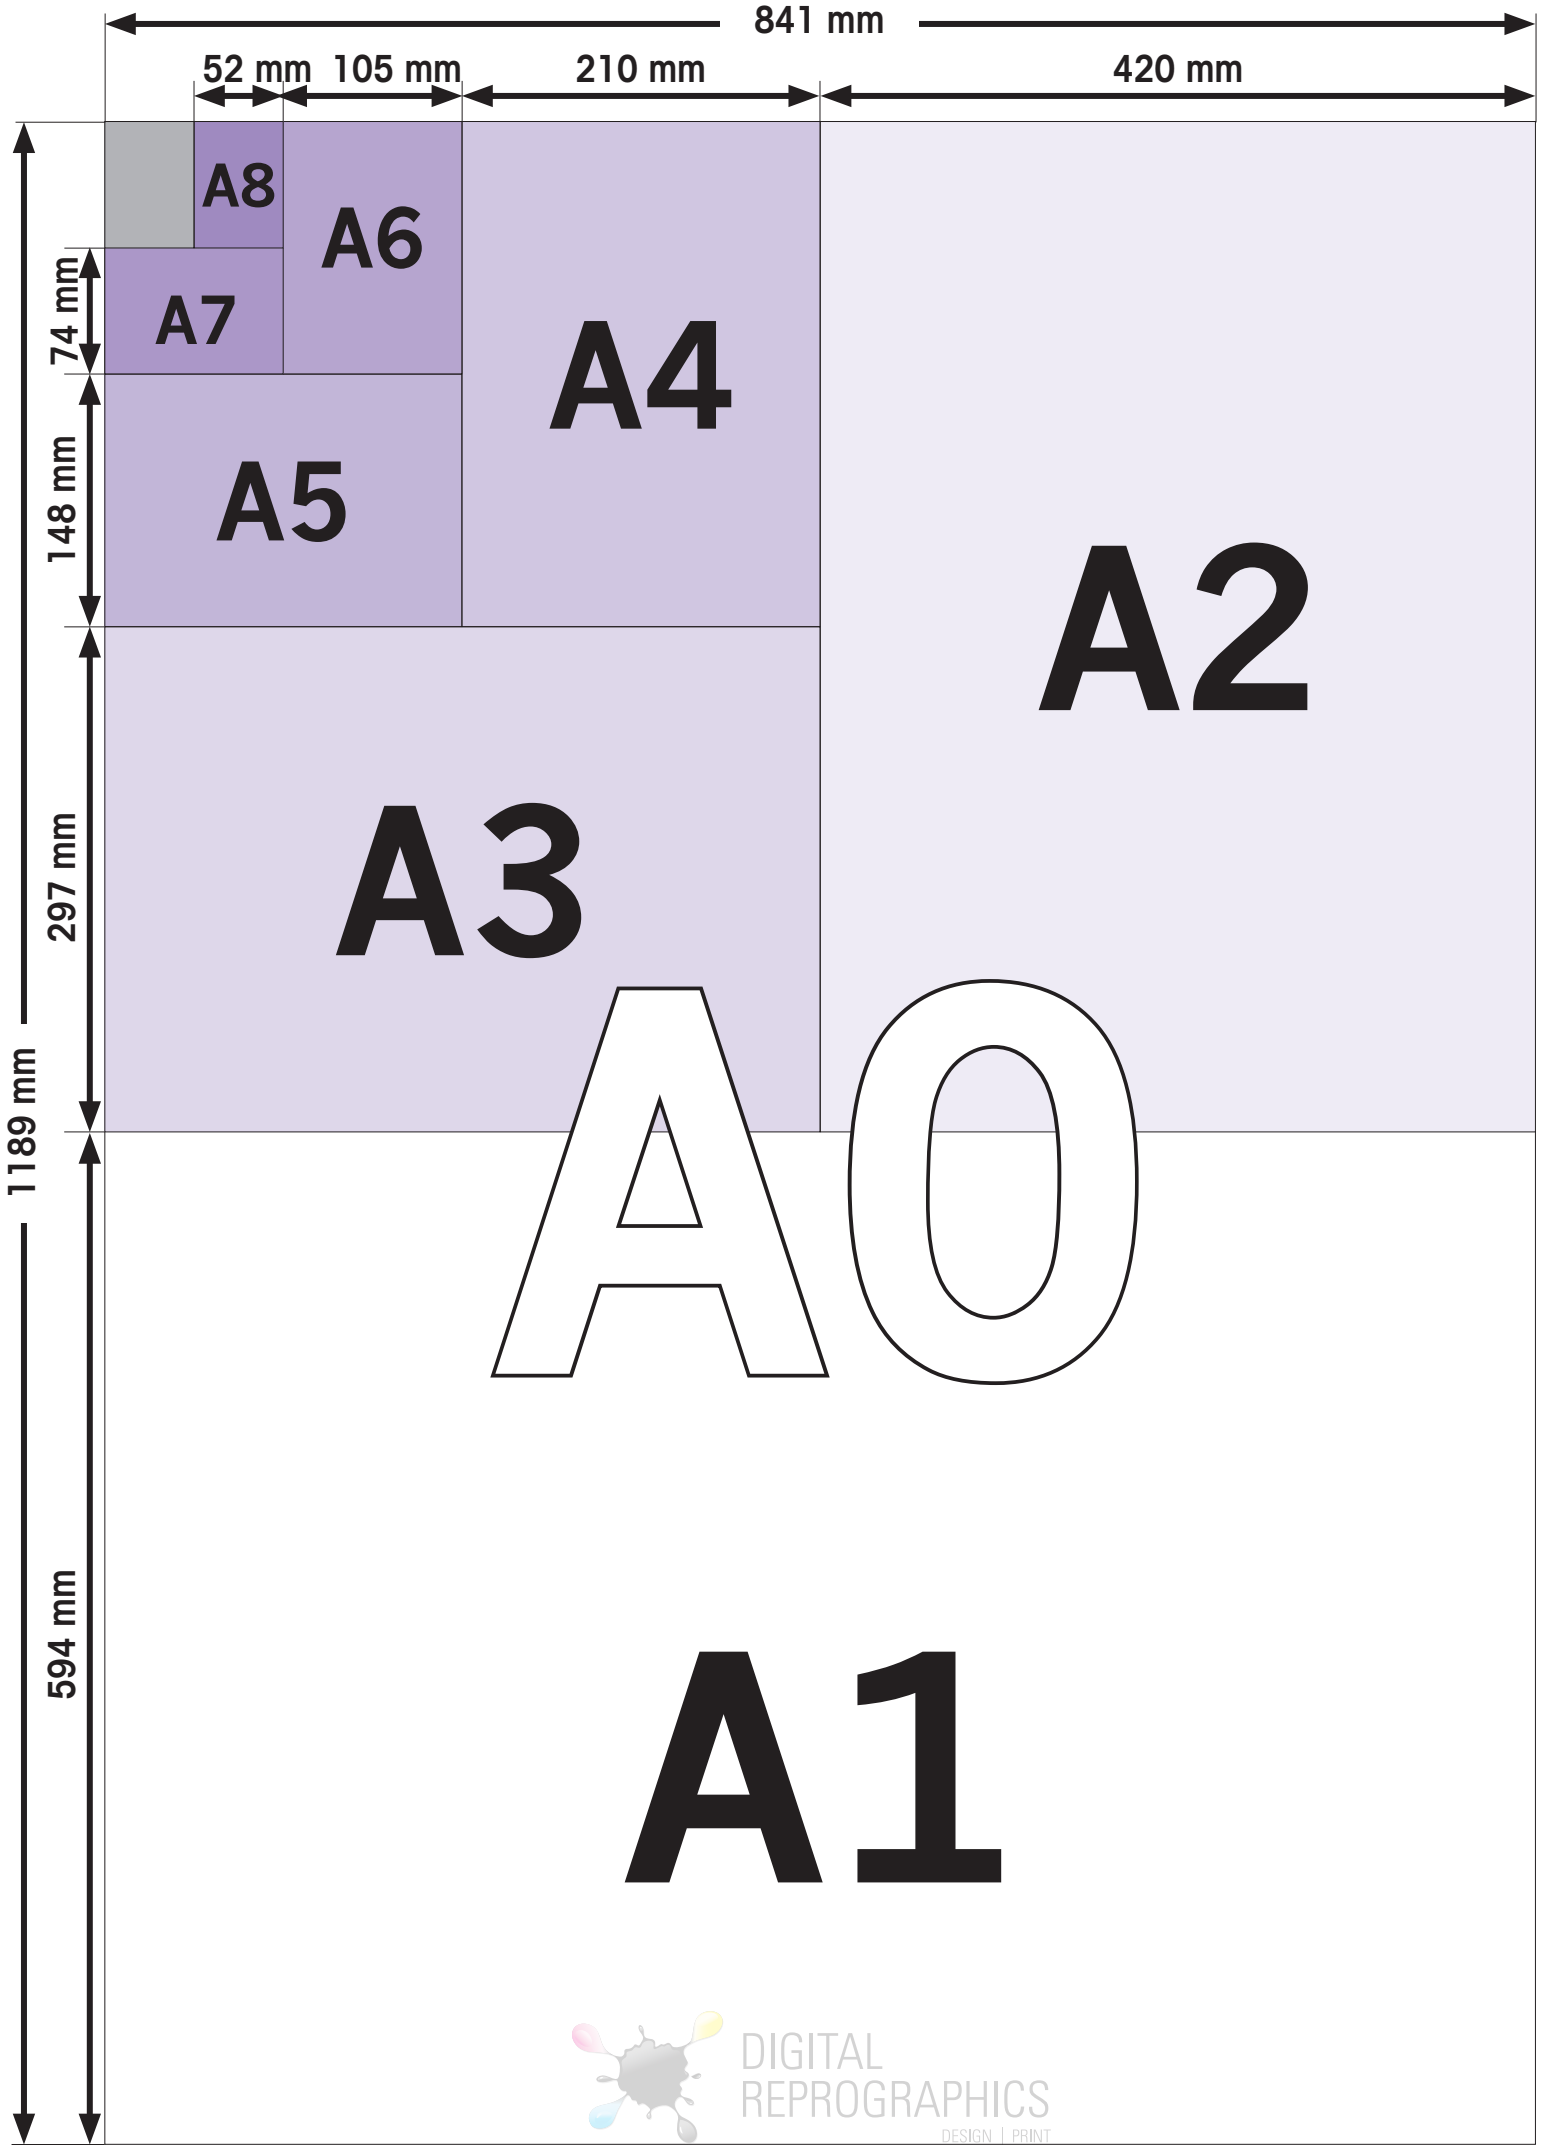 841 mm
52 mm 105 mm 210 mm 420 mm
A8
A6
74 mm
A7
A4
148 mm
A5
A2
297 mm
A3
A0
1189 mm
594 mm
A1
DIGITAL
REPROGRAPHICS
DESIGN | PRINT